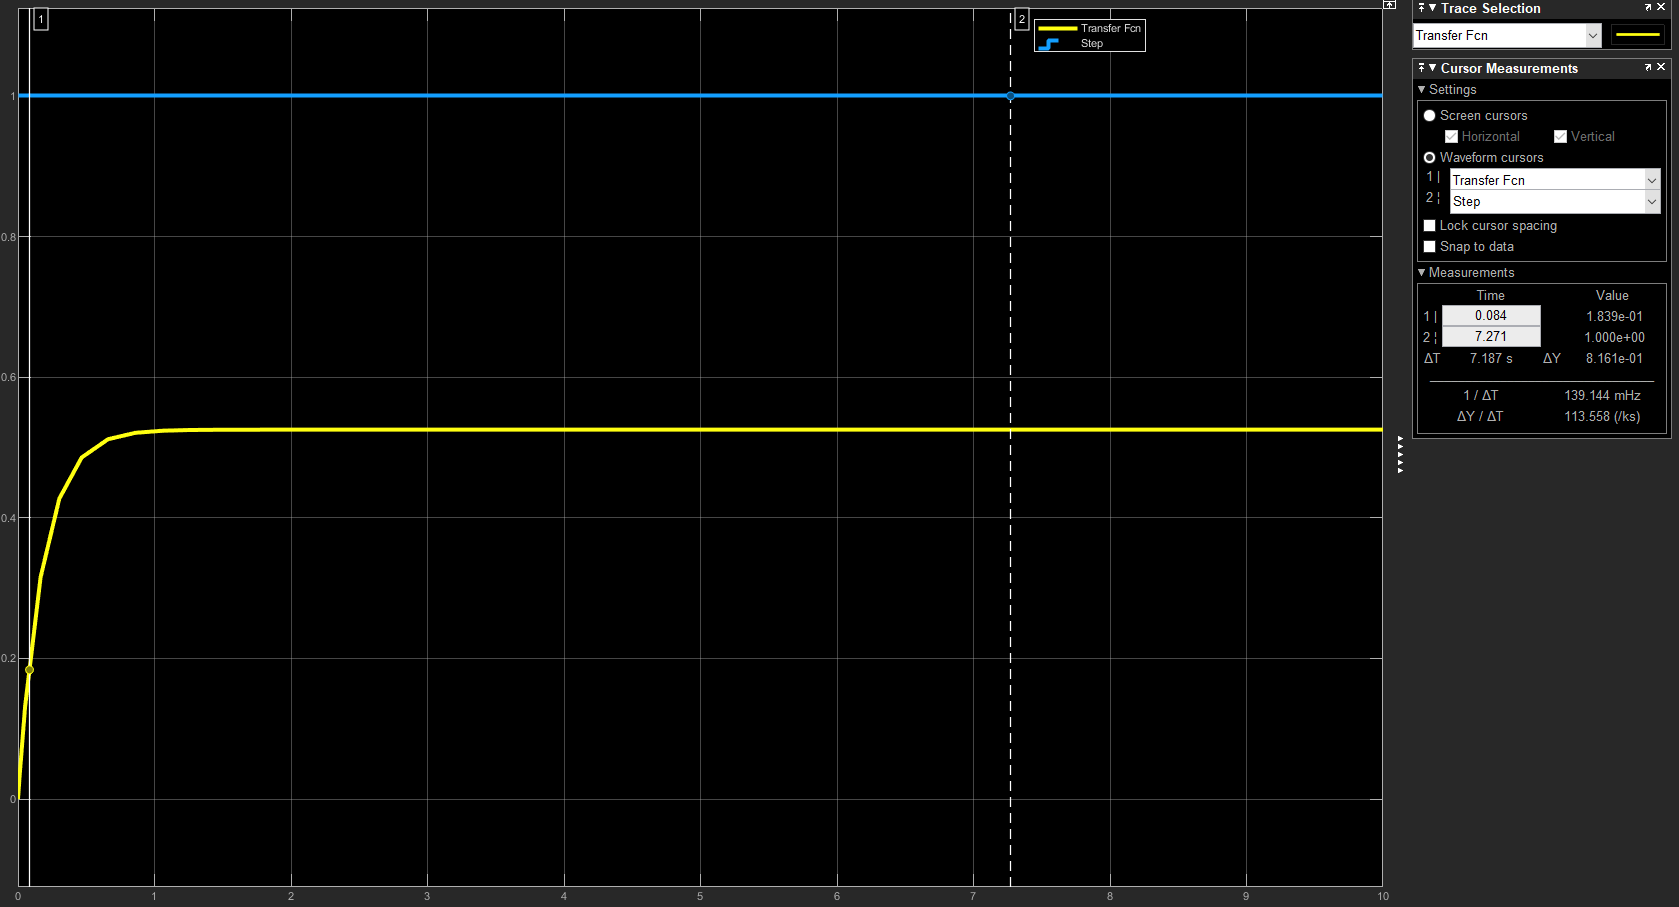 1
2
Transfer Fcn
Step
1
0.8
0.6
0.4
0.2
0
0 1 2 3 4 5 6 7 8 9 10
Trace Selection
Transfer Fcn
Cursor Measurements
Settings
Screen cursors
Horizontal Vertical
Waveform cursors
1 | Transfer Fcn
2 ¦ Step
Lock cursor spacing
Snap to data
Measurements
Time Value
1 | 0.084 1.839e-01
2 ¦ 7.271 1.000e+00
ΔT 7.187 s ΔY 8.161e-01
1 / ΔT 139.144 mHz
ΔY / ΔT 113.558 (/ks)